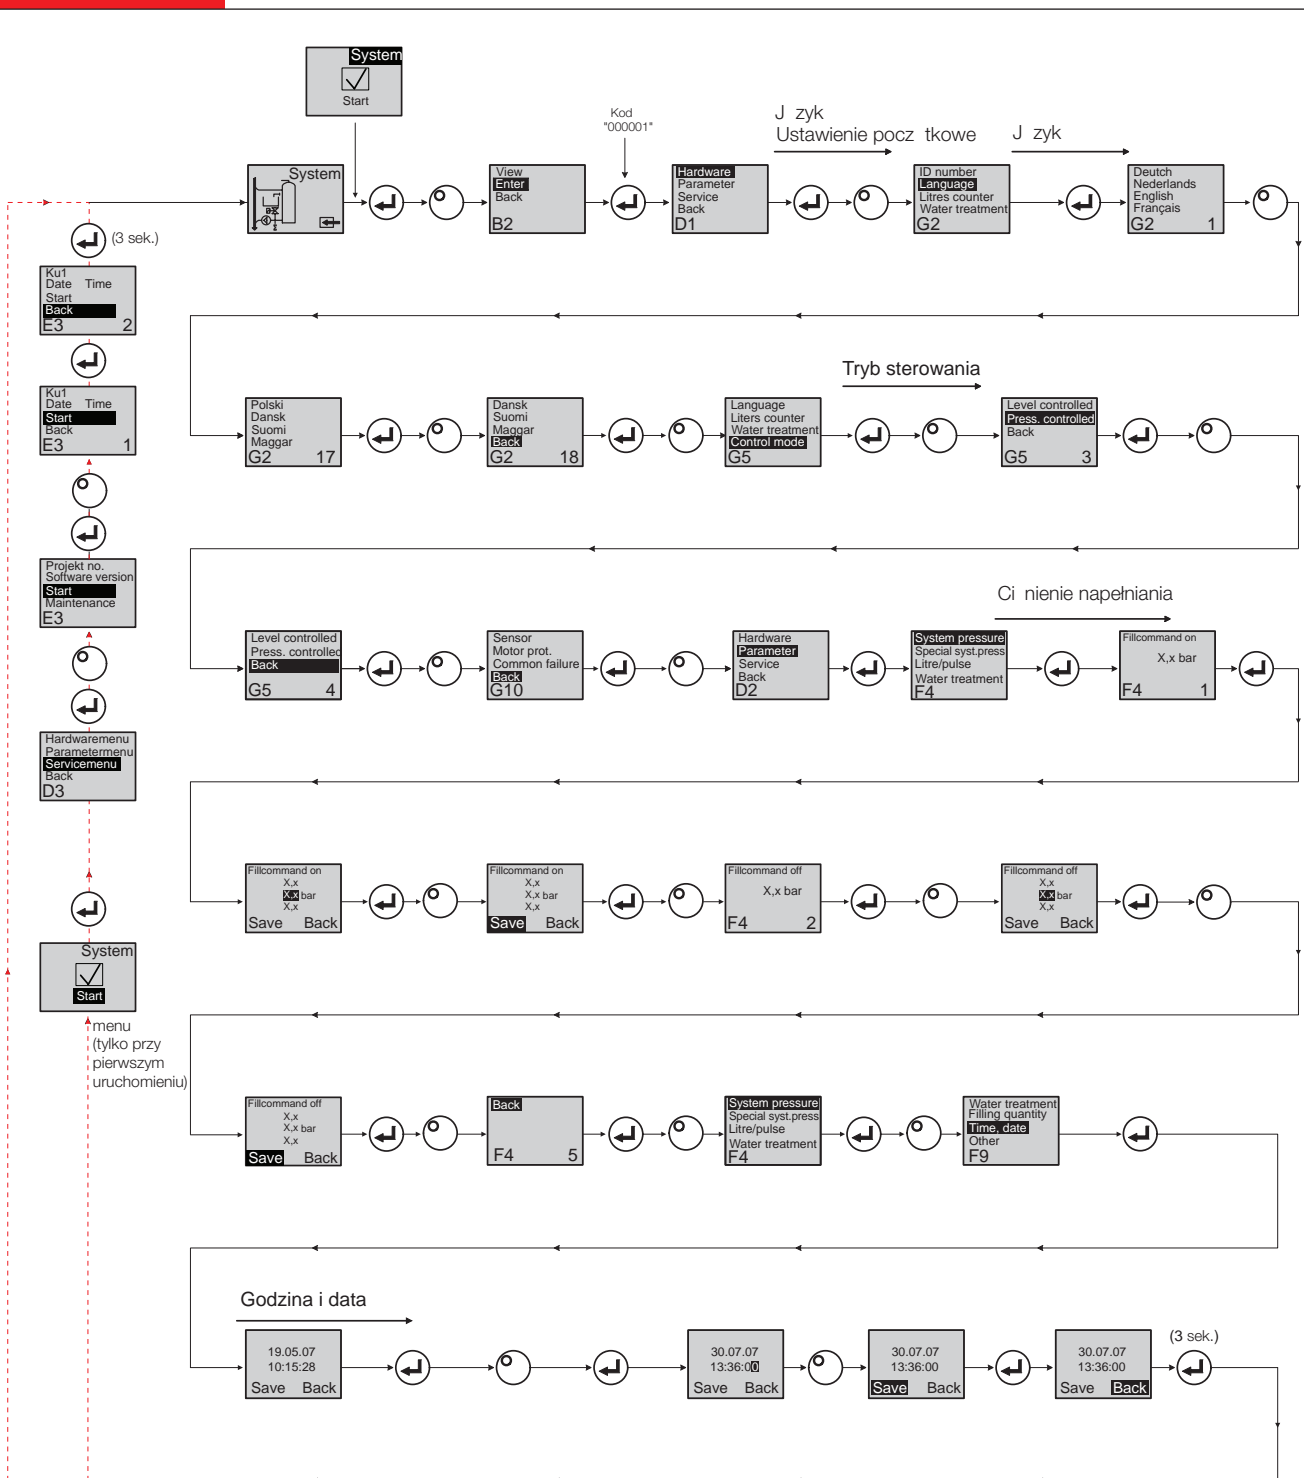 System
Start
Kod
"000001"
J zyk
Ustawienie pocz tkowe
J zyk
System
View
Enter
Back
B2
Hardware
Parameter
Service
Back
D1
ID number
Language
Litres counter
Water treatment
G2
Deutch
Nederlands
English
Français
G2 1
(3 sek.)
Ku1
Date Time
Start
Back
E3 2
Ku1
Date Time
Start
Back
E3 1
Tryb sterowania
Polski
Dansk
Suomi
Maggar
G2 17
Dansk
Suomi
Maggar
Back
G2 18
Language
Liters counter
Water treatment
Control mode
G5
Level controlled
Press. controlled
Back
G5 3
Projekt no.
Software version
Start
Maintenance
E3
Ci nienie napełniania
Level controlled
Press. controlled
Back
G5 4
Sensor
Motor prot.
Common failure
Back
G10
Hardware
Parameter
Service
Back
D2
System pressure
Special syst.press
Litre/pulse
Water treatment
F4
Fillcommand on
X,x bar
F4 1
Hardwaremenu
Parametermenu
Servicemenu
Back
D3
Fillcommand on
X,x
X,x bar
X,x
Save Back
Fillcommand on
X,x
X,x bar
X,x
Save Back
Fillcommand off
X,x bar
F4 2
Fillcommand off
X,x
X,x bar
X,x
Save Back
System
Start
menu
(tylko przy
pierwszym
uruchomieniu)
Fillcommand off
X,x
X,x bar
X,x
Save Back
Back
F4 5
System pressure
Special syst.press
Litre/pulse
Water treatment
F4
Water treatment
Filling quantity
Time, date
Other
F9
Godzina i data
19.05.07
10:15:28
Save Back
30.07.07
13:36:00
Save Back
30.07.07
13:36:00
Save Back
30.07.07
13:36:00
Save Back
(3 sek.)